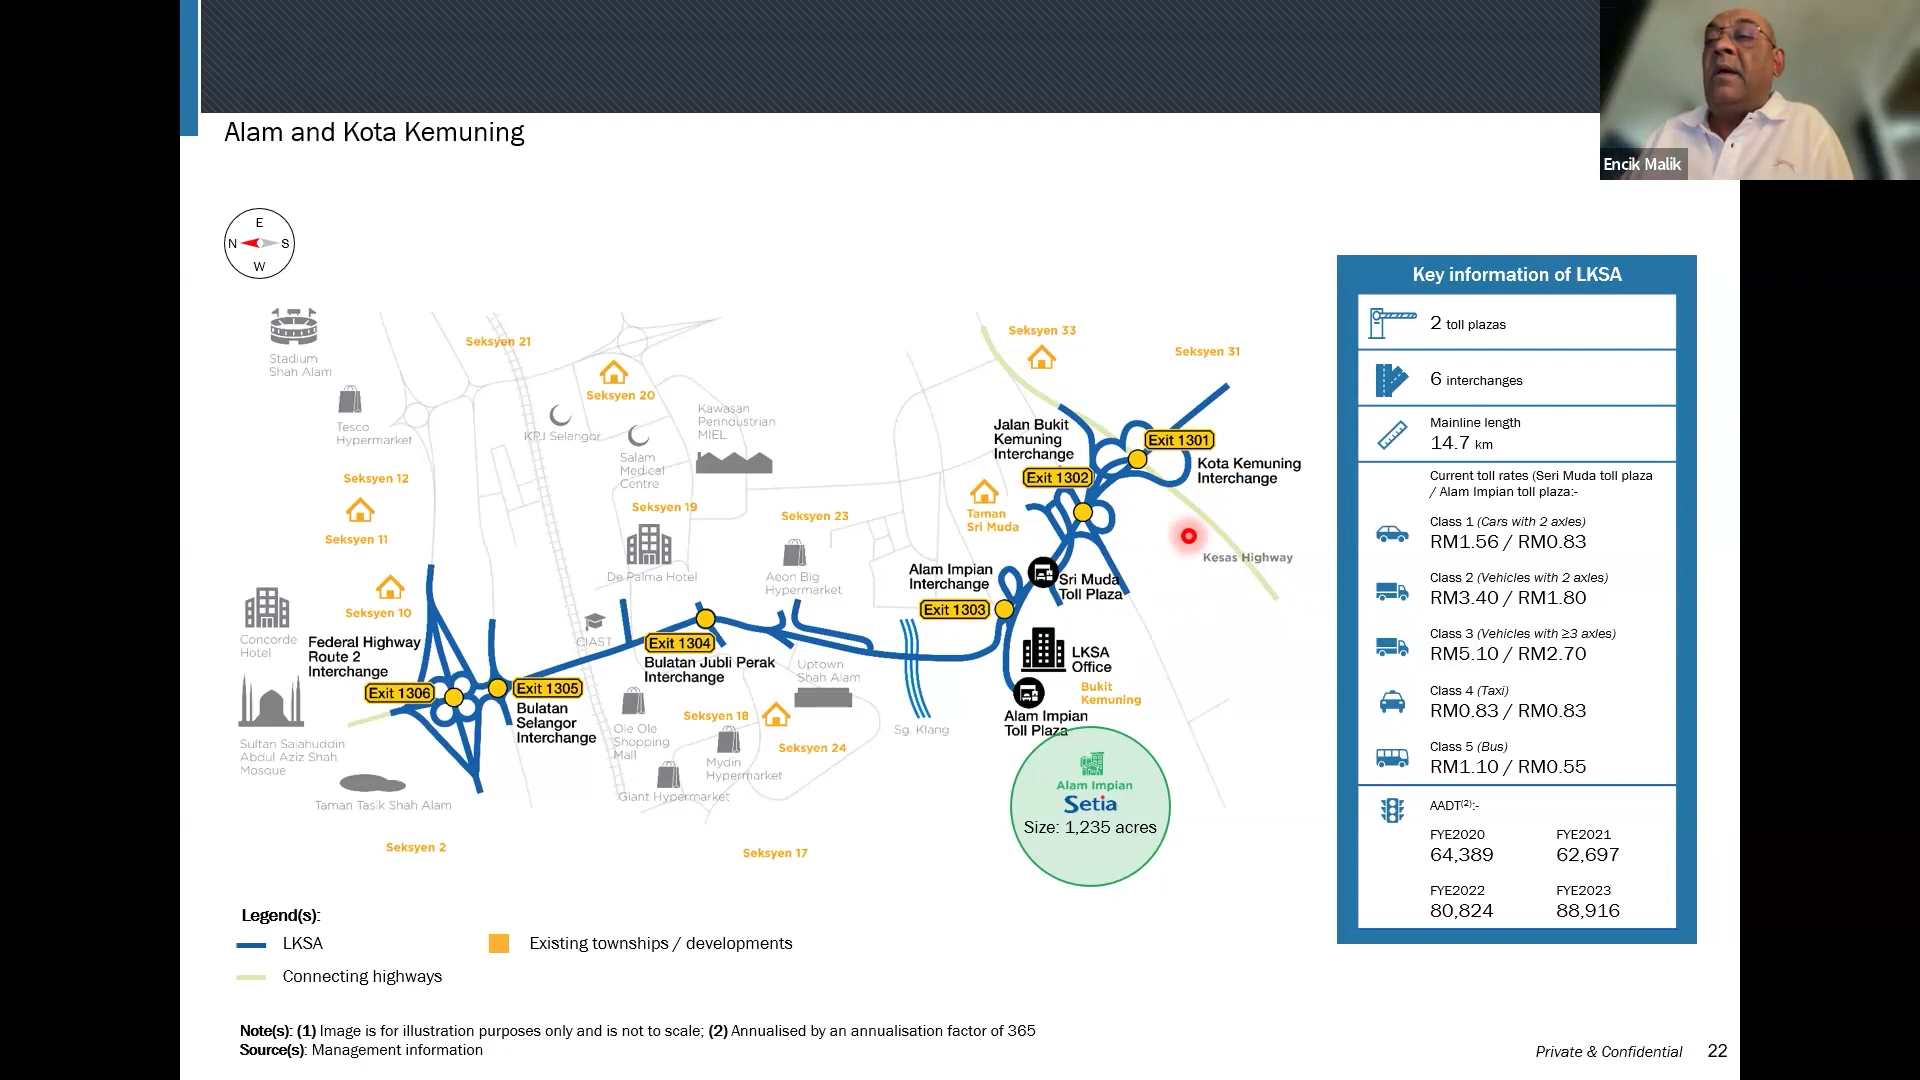 Encik Malik
Alam and Kota Kemuning
E
N
S
W
Stadium
Shah Alam
Tesco
Hypermarket
Seksyen 12
Seksyen 11
Seksyen 10
Concorde
Hotel
Sultan Salahuddin
Abdul Aziz Shah
Mosque
Taman Tasik Shah Alam
Seksyen 2
Federal Highway
Route 2
Interchange
Exit 1306
Exit 1305
Bulatan
Selangor
Interchange
Seksyen 21
Seksyen 20
KPJ Selangor
Salam
Medical
Centre
Kawasan
Perindustrian
MIEL
Seksyen 19
De Palma Hotel
CIAST
Exit 1304
Bulatan Jubli Perak
Interchange
Seksyen 23
Aeon Big
Hypermarket
Uptown
Shah Alam
Ole Ole
Shopping
Mall
Seksyen 18
Mydin
Hypermarket
Giant Hypermarket
Seksyen 24
Seksyen 17
Sg. Klang
Seksyen 33
Seksyen 31
Jalan Bukit
Kemuning
Interchange
Exit 1301
Kota Kemuning
Interchange
Exit 1302
Taman
Sri Muda
Kesas Highway
Alam Impian
Interchange
Exit 1303
Sri Muda
Toll Plaza
LKSA
Office
Bukit
Kemuning
Alam Impian
Toll Plaza
Alam Impian
Setia
Size: 1,235 acres
Key information of LKSA
2 toll plazas
6 interchanges
Mainline length
14.7 km
Current toll rates (Seri Muda toll plaza
/ Alam Impian toll plaza:-
Class 1 (Cars with 2 axles)
RM1.56 / RM0.83
Class 2 (Vehicles with 2 axles)
RM3.40 / RM1.80
Class 3 (Vehicles with ≥3 axles)
RM5.10 / RM2.70
Class 4 (Taxi)
RM0.83 / RM0.83
Class 5 (Bus)
RM1.10 / RM0.55
AADT(2):-
FYE2020 FYE2021
64,389 62,697
FYE2022 FYE2023
80,824 88,916
Legend(s):
LKSA
Existing townships / developments
Connecting highways
Note(s): (1) Image is for illustration purposes only and is not to scale; (2) Annualised by an annualisation factor of 365
Source(s): Management information
Private & Confidential 22